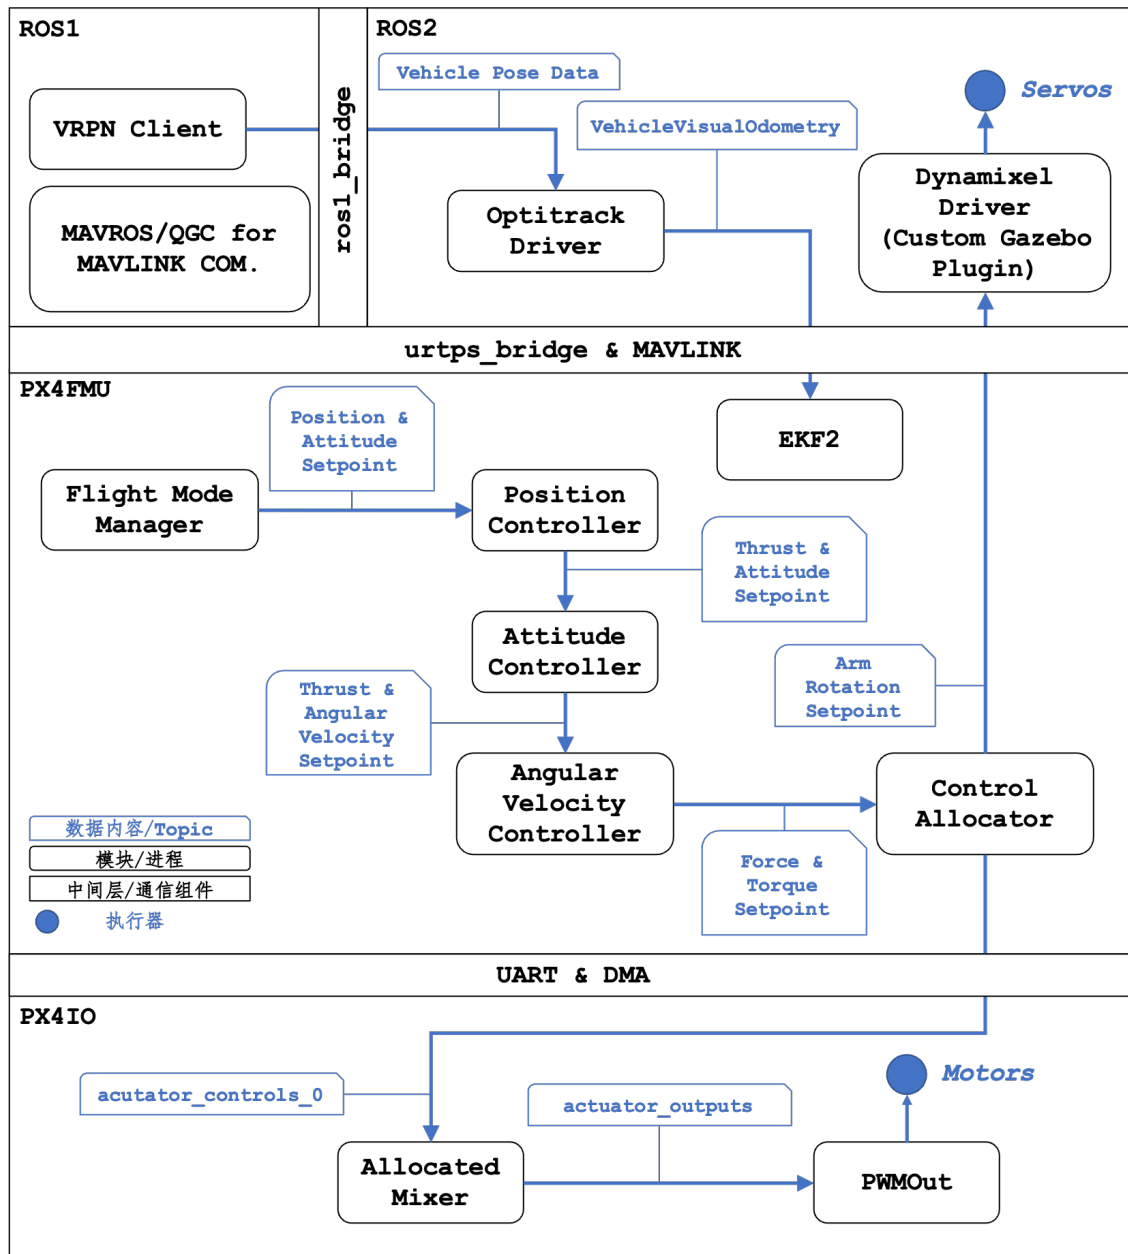 ROS1
VRPN Client
MAVROS/QGC for
MAVLINK COM.
ros1_bridge
ROS2
Vehicle Pose Data
VehicleVisualOdometry
Optitrack
Driver
Servos
Dynamixel
Driver
(Custom Gazebo
Plugin)
urtps_bridge & MAVLINK
PX4FMU
Position &
Attitude
Setpoint
EKF2
Flight Mode
Manager
Position
Controller
Thrust &
Attitude
Setpoint
Attitude
Controller
Arm
Rotation
Setpoint
Thrust &
Angular
Velocity
Setpoint
Angular
Velocity
Controller
Control
Allocator
Force &
Torque
Setpoint
数据内容/Topic
模块/进程
中间层/通信组件
执行器
UART & DMA
PX4IO
acutator_controls_0
actuator_outputs
Motors
Allocated
Mixer
PWMOut